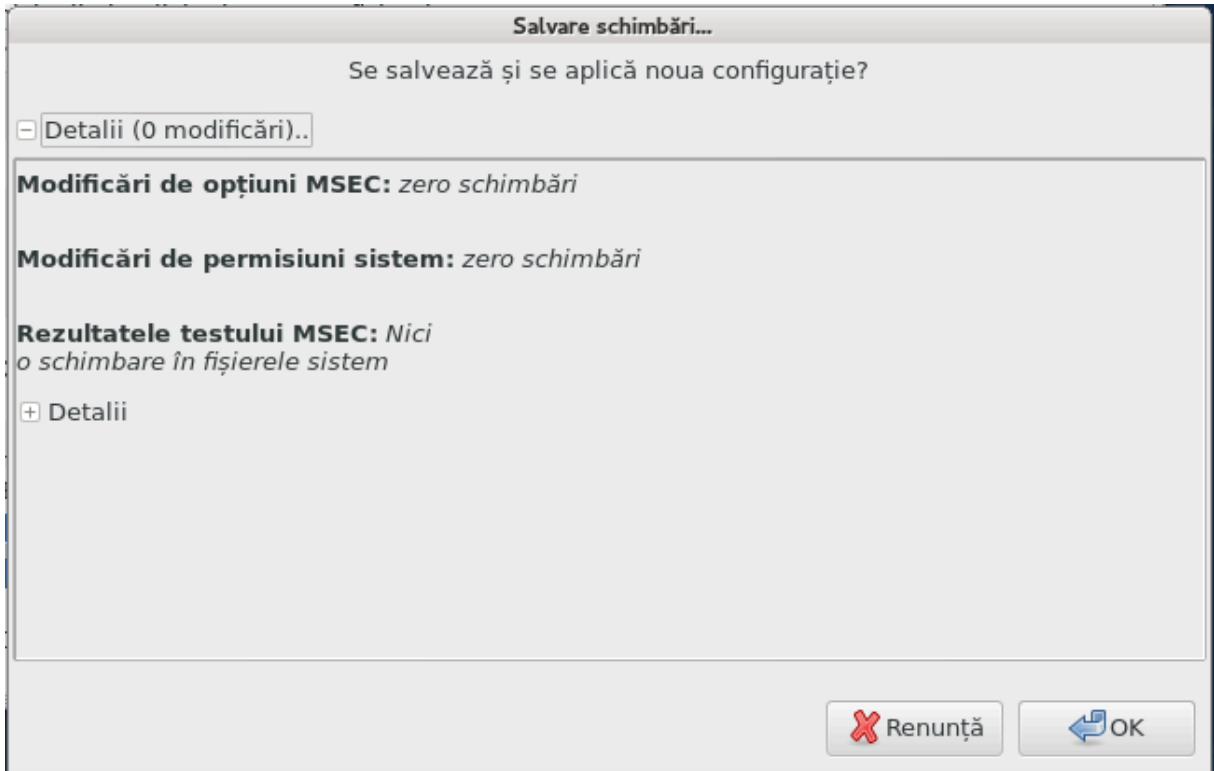 Salvare schimbări...
Se salvează și se aplică noua configurație?
Detalii (0 modificări)..
Modificări de opțiuni MSEC: zero schimbări
Modificări de permisiuni sistem: zero schimbări
Rezultatele testului MSEC: Nici
o schimbare în fișierele sistem
Detalii
Renunță
OK